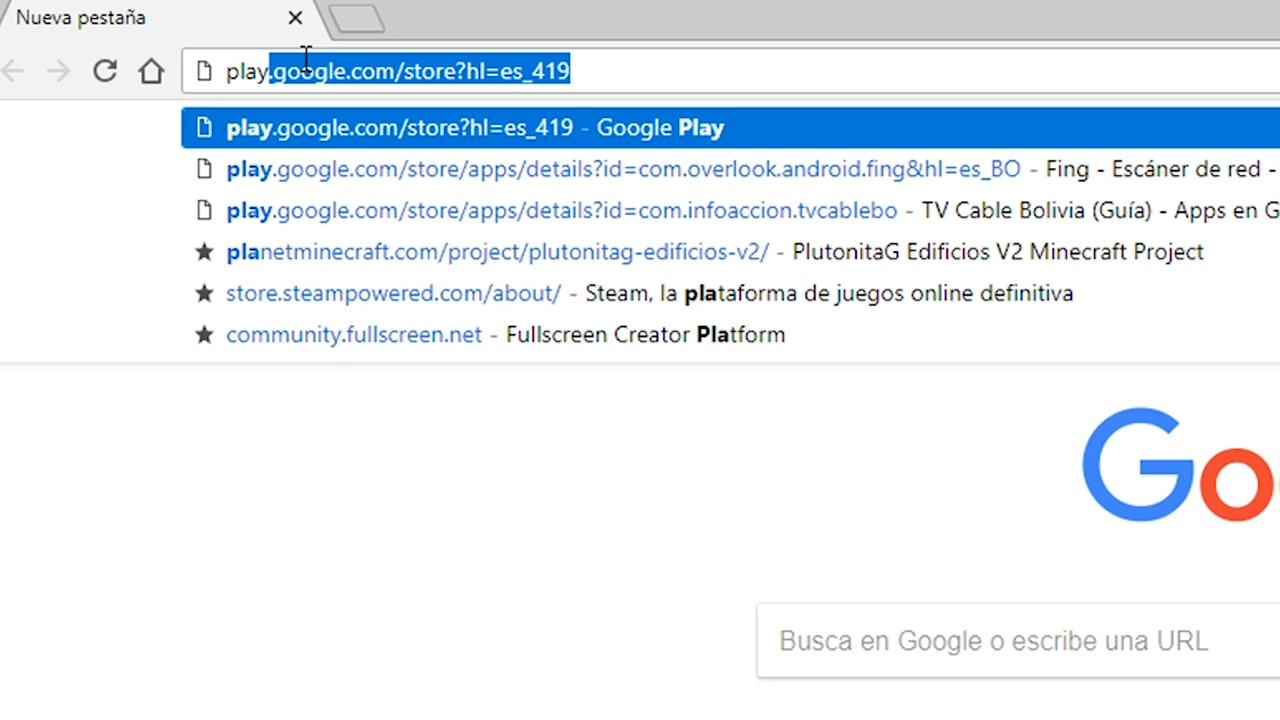 Nueva pestaña
play.google.com/store?hl=es_419
play.google.com/store?hl=es_419 - Google Play
play.google.com/store/apps/details?id=com.overlook.android.fing&hl=es_BO - Fing - Escáner de red -
play.google.com/store/apps/details?id=com.infoaccion.tvcablebo - TV Cable Bolivia (Guía) - Apps en G
planetminecraft.com/project/plutonitag-edificios-v2/ - PlutonitaG Edificios V2 Minecraft Project
store.steampowered.com/about/ - Steam, la plataforma de juegos online definitiva
community.fullscreen.net - Fullscreen Creator Platform
Go
Busca en Google o escribe una URL